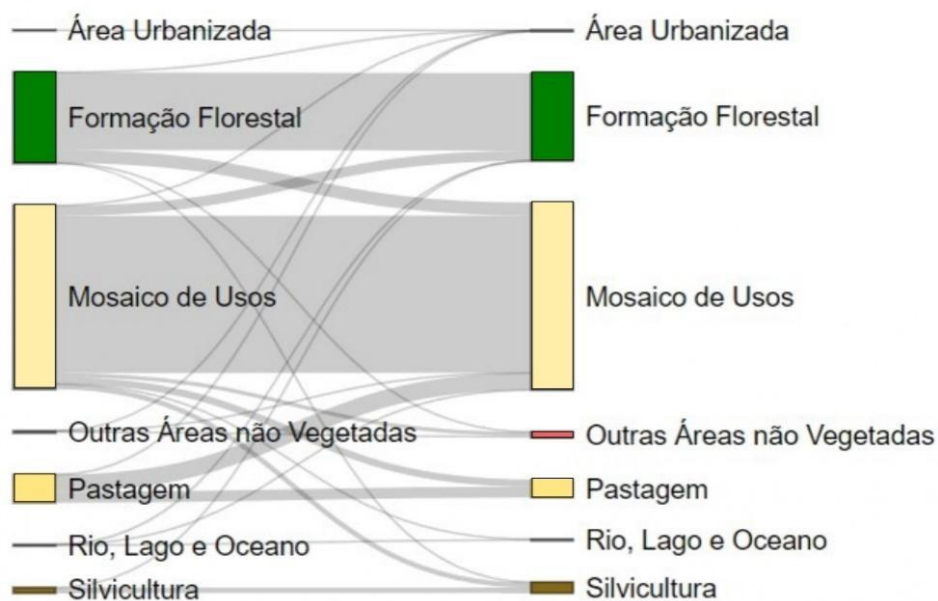 Área Urbanizada
Formação Florestal
Mosaico de Usos
Outras Áreas não Vegetadas
Pastagem
Rio, Lago e Oceano
Silvicultura
Área Urbanizada
Formação Florestal
Mosaico de Usos
Outras Áreas não Vegetadas
Pastagem
Rio, Lago e Oceano
Silvicultura